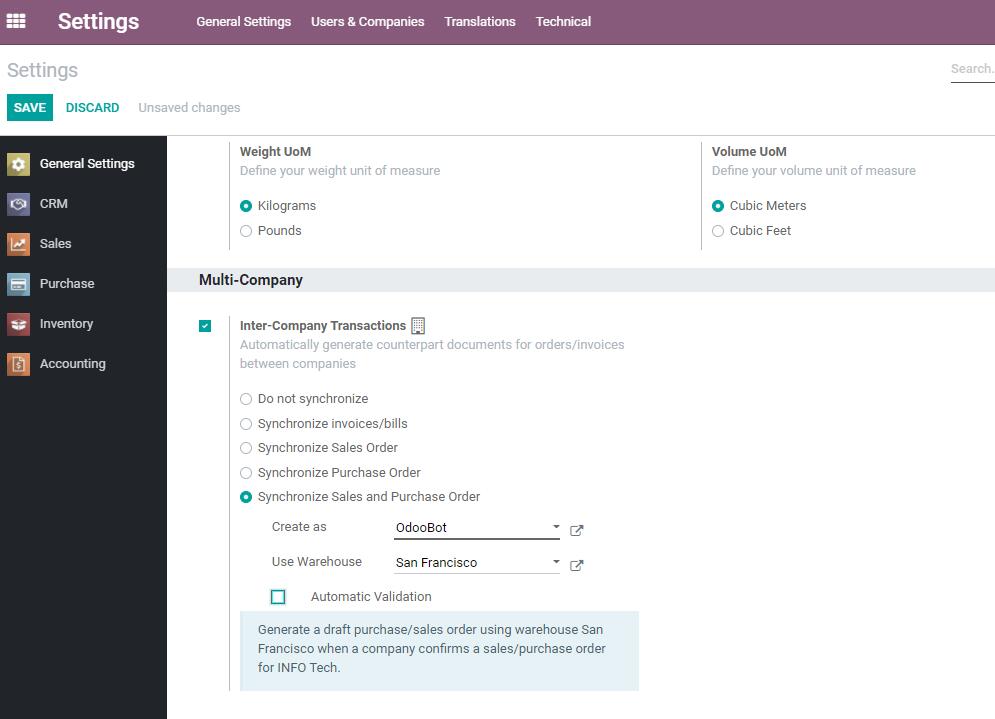 Settings General Settings Users & Companies Translations Technical
Settings Search.
SAVE DISCARD Unsaved changes
General Settings
CRM
Sales
Purchase
Inventory
Accounting
Weight UoM
Define your weight unit of measure
Kilograms
Pounds
Volume UoM
Define your volume unit of measure
Cubic Meters
Cubic Feet
Multi-Company
Inter-Company Transactions
Automatically generate counterpart documents for orders/invoices
between companies
Do not synchronize
Synchronize invoices/bills
Synchronize Sales Order
Synchronize Purchase Order
Synchronize Sales and Purchase Order
Create as OdooBot
Use Warehouse San Francisco
Automatic Validation
Generate a draft purchase/sales order using warehouse San
Francisco when a company confirms a sales/purchase order
for INFO Tech.